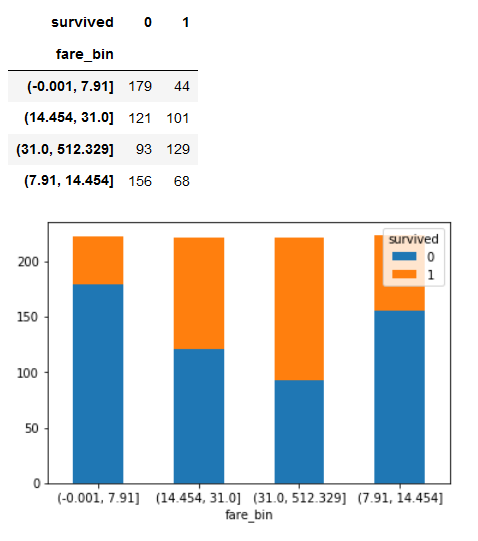 survived 0 1
fare_bin
(-0.001, 7.91] 179 44
(14.454, 31.0] 121 101
(31.0, 512.329] 93 129
(7.91, 14.454] 156 68
survived
0
1
200
150
100
50
0
(-0.001, 7.91] (14.454, 31.0] (31.0, 512.329] (7.91, 14.454]
fare_bin